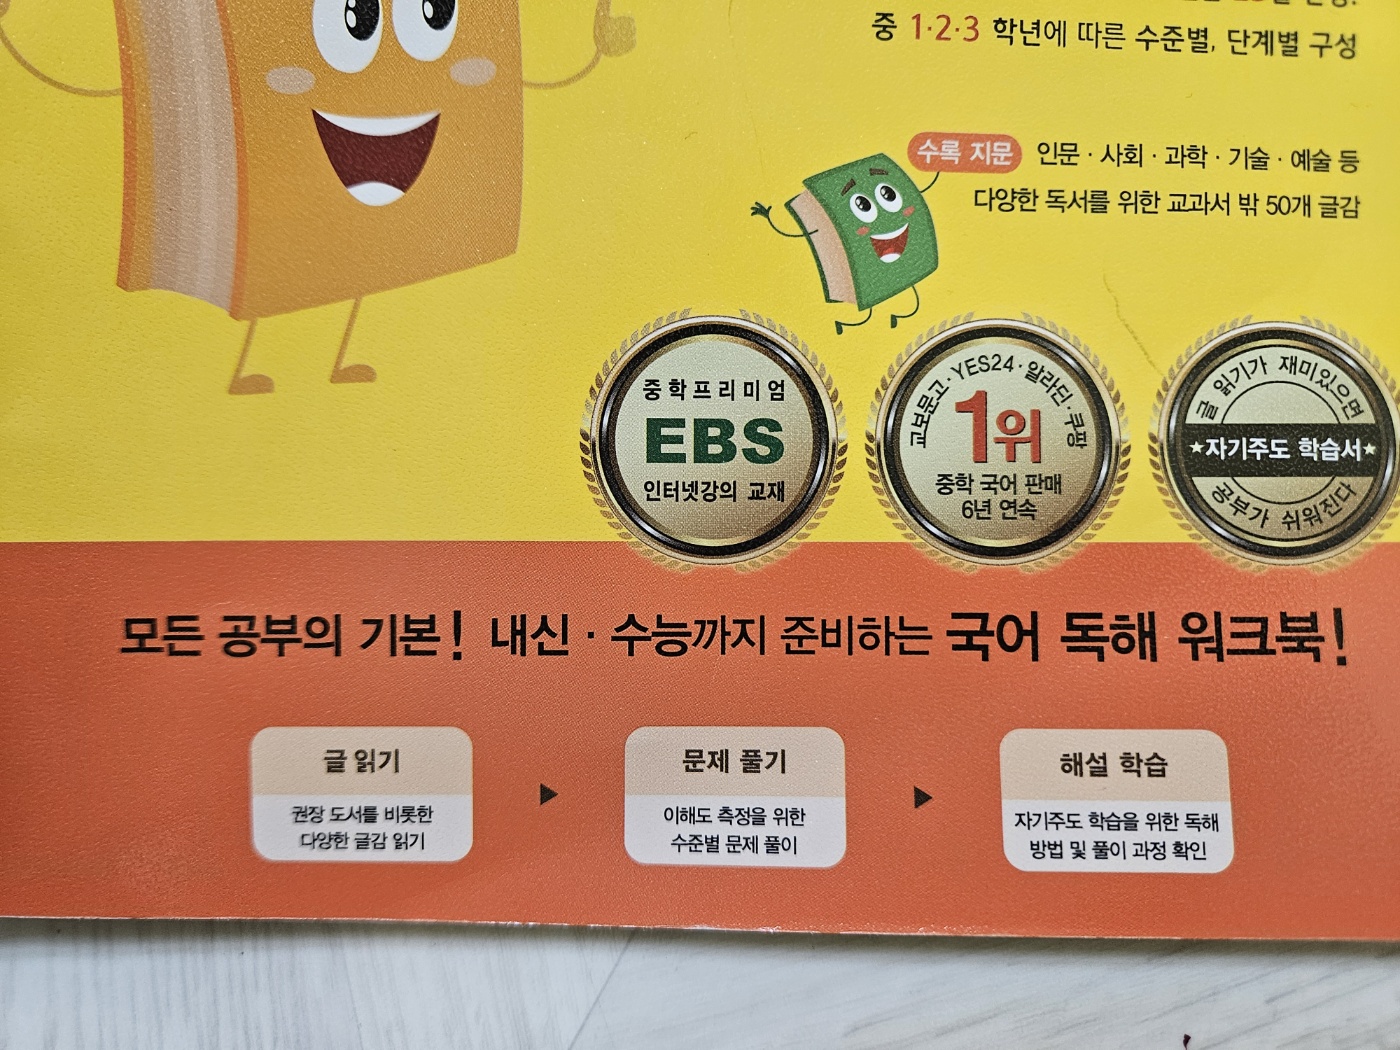 중 1·2·3 학년에 따른 수준별, 단계별 구성
수록 지문 인문·사회·과학·기술·예술 등
다양한 독서를 위한 교과서 밖 50개 글감
중학프리미엄
EBS
인터넷강의 교재
교보문고·YES24·알라딘·쿠팡
1위
중학 국어 판매
6년 연속
글 읽기가 재미있으면
★자기주도 학습서★
공부가 쉬워진다
모든 공부의 기본! 내신·수능까지 준비하는 국어 독해 워크북!
글 읽기
권장 도서를 비롯한
다양한 글감 읽기
문제 풀기
이해도 측정을 위한
수준별 문제 풀이
해설 학습
자기주도 학습을 위한 독해
방법 및 풀이 과정 확인